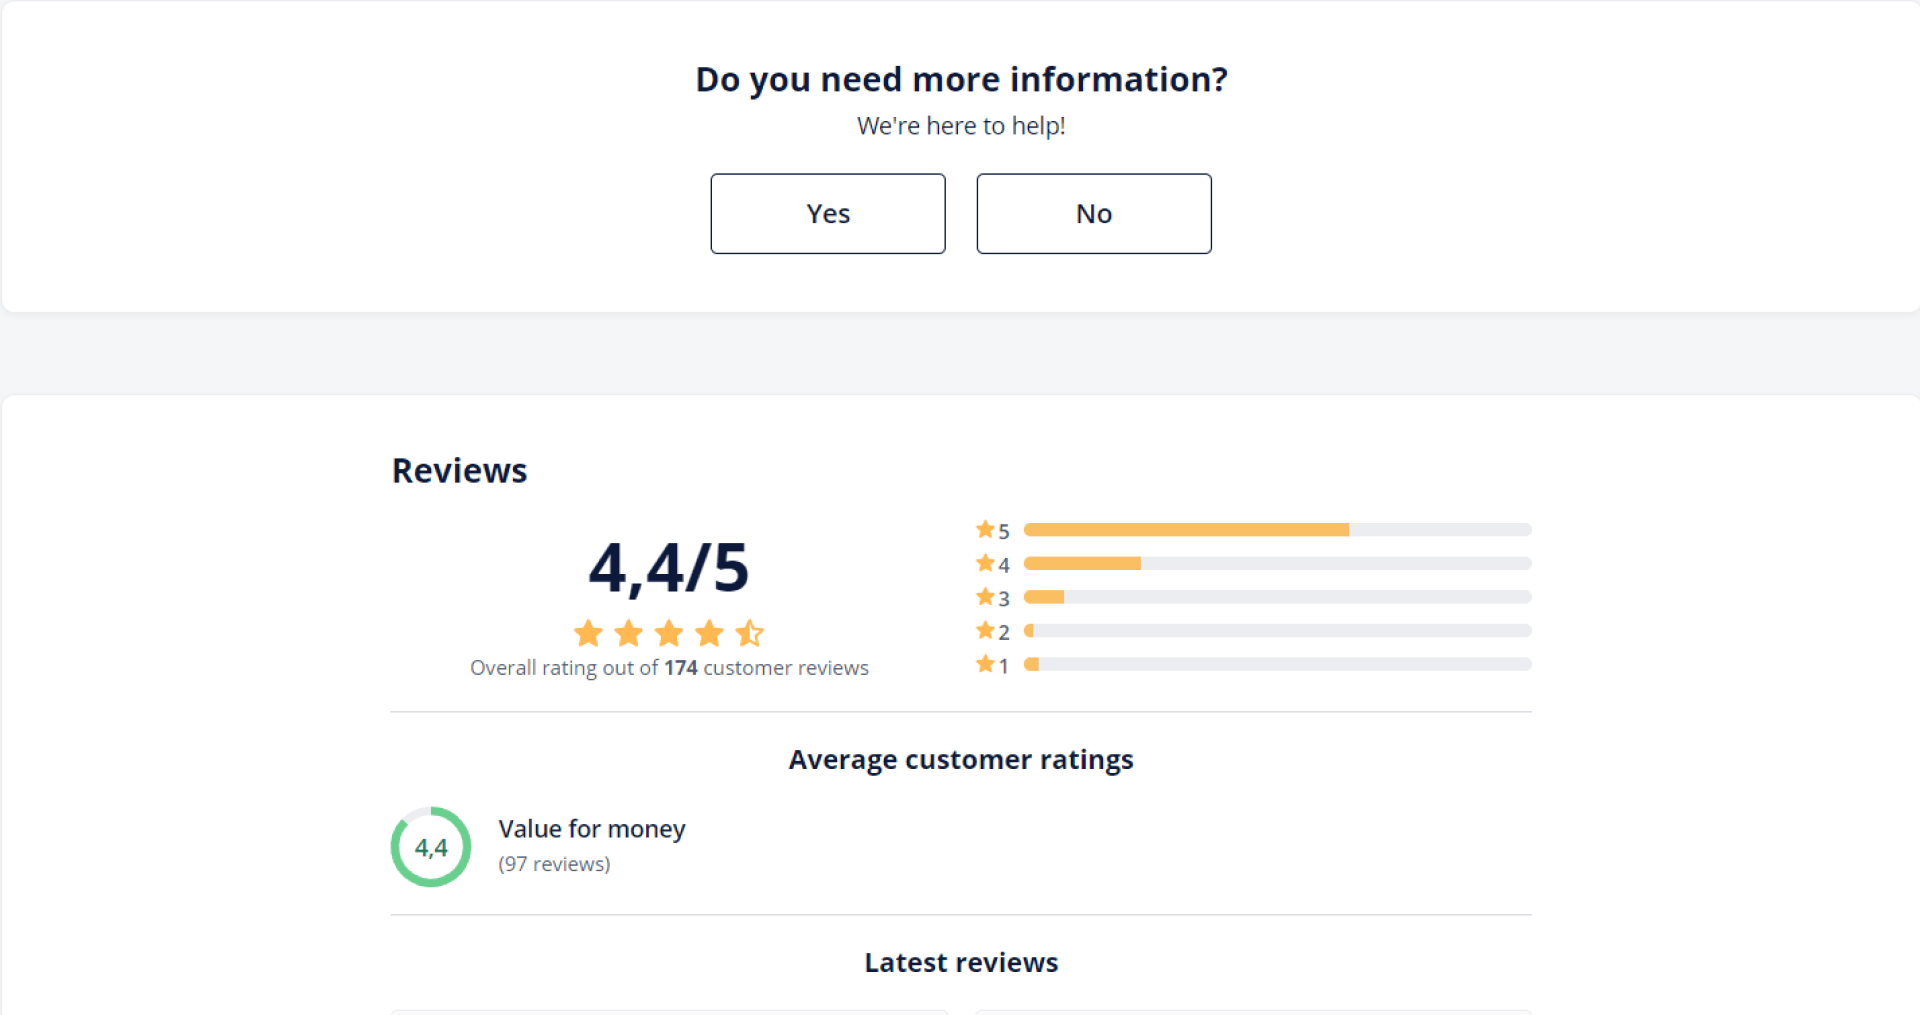 Do you need more information?
We're here to help!
Yes
No
Reviews
4,4/5
Overall rating out of 174 customer reviews
5
4
3
2
1
Average customer ratings
4,4
Value for money
(97 reviews)
Latest reviews